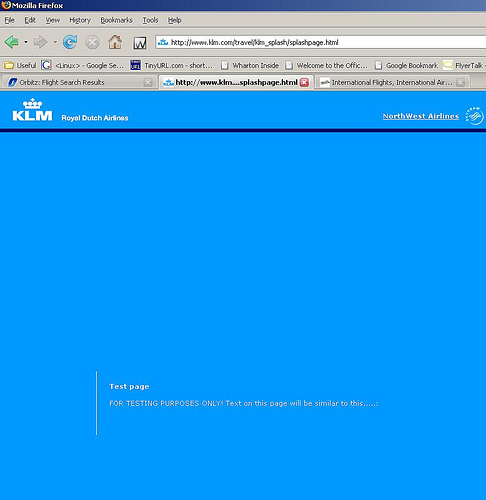 Mozilla Firefox
File Edit View History Bookmarks Tools Help
W http://www.klm.com/travel/klm_splash/splashpage.html
Useful G <Linux> - Google Se... TINY URL TinyURL.com - short... Wharton Inside Welcome to the Offic... Google Bookmark FlyerTalk -
Orbitz: Flight Search Results http://www.klm....splashpage.html International Flights, International Air...
KLM Royal Dutch Airlines NorthWest Airlines
Test page
FOR TESTING PURPOSES ONLY! Text on this page will be similar to this.....: